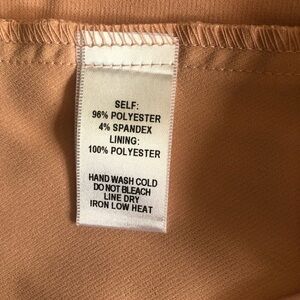 SELF:
96% POLYESTER
4% SPANDEX
LINING:
100% POLYESTER
HAND WASH COLD
DO NOT BLEACH
LINE DRY
IRON LOW HEAT